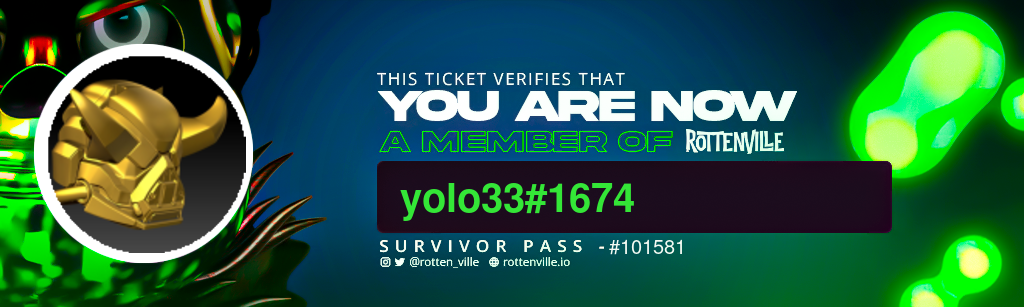 THIS TICKET VERIFIES THAT
YOU ARE NOW
A MEMBER OF ROTTENVILLE
yolo33#1674
SURVIVOR PASS - #101581
@rotten_ville rottenville.io